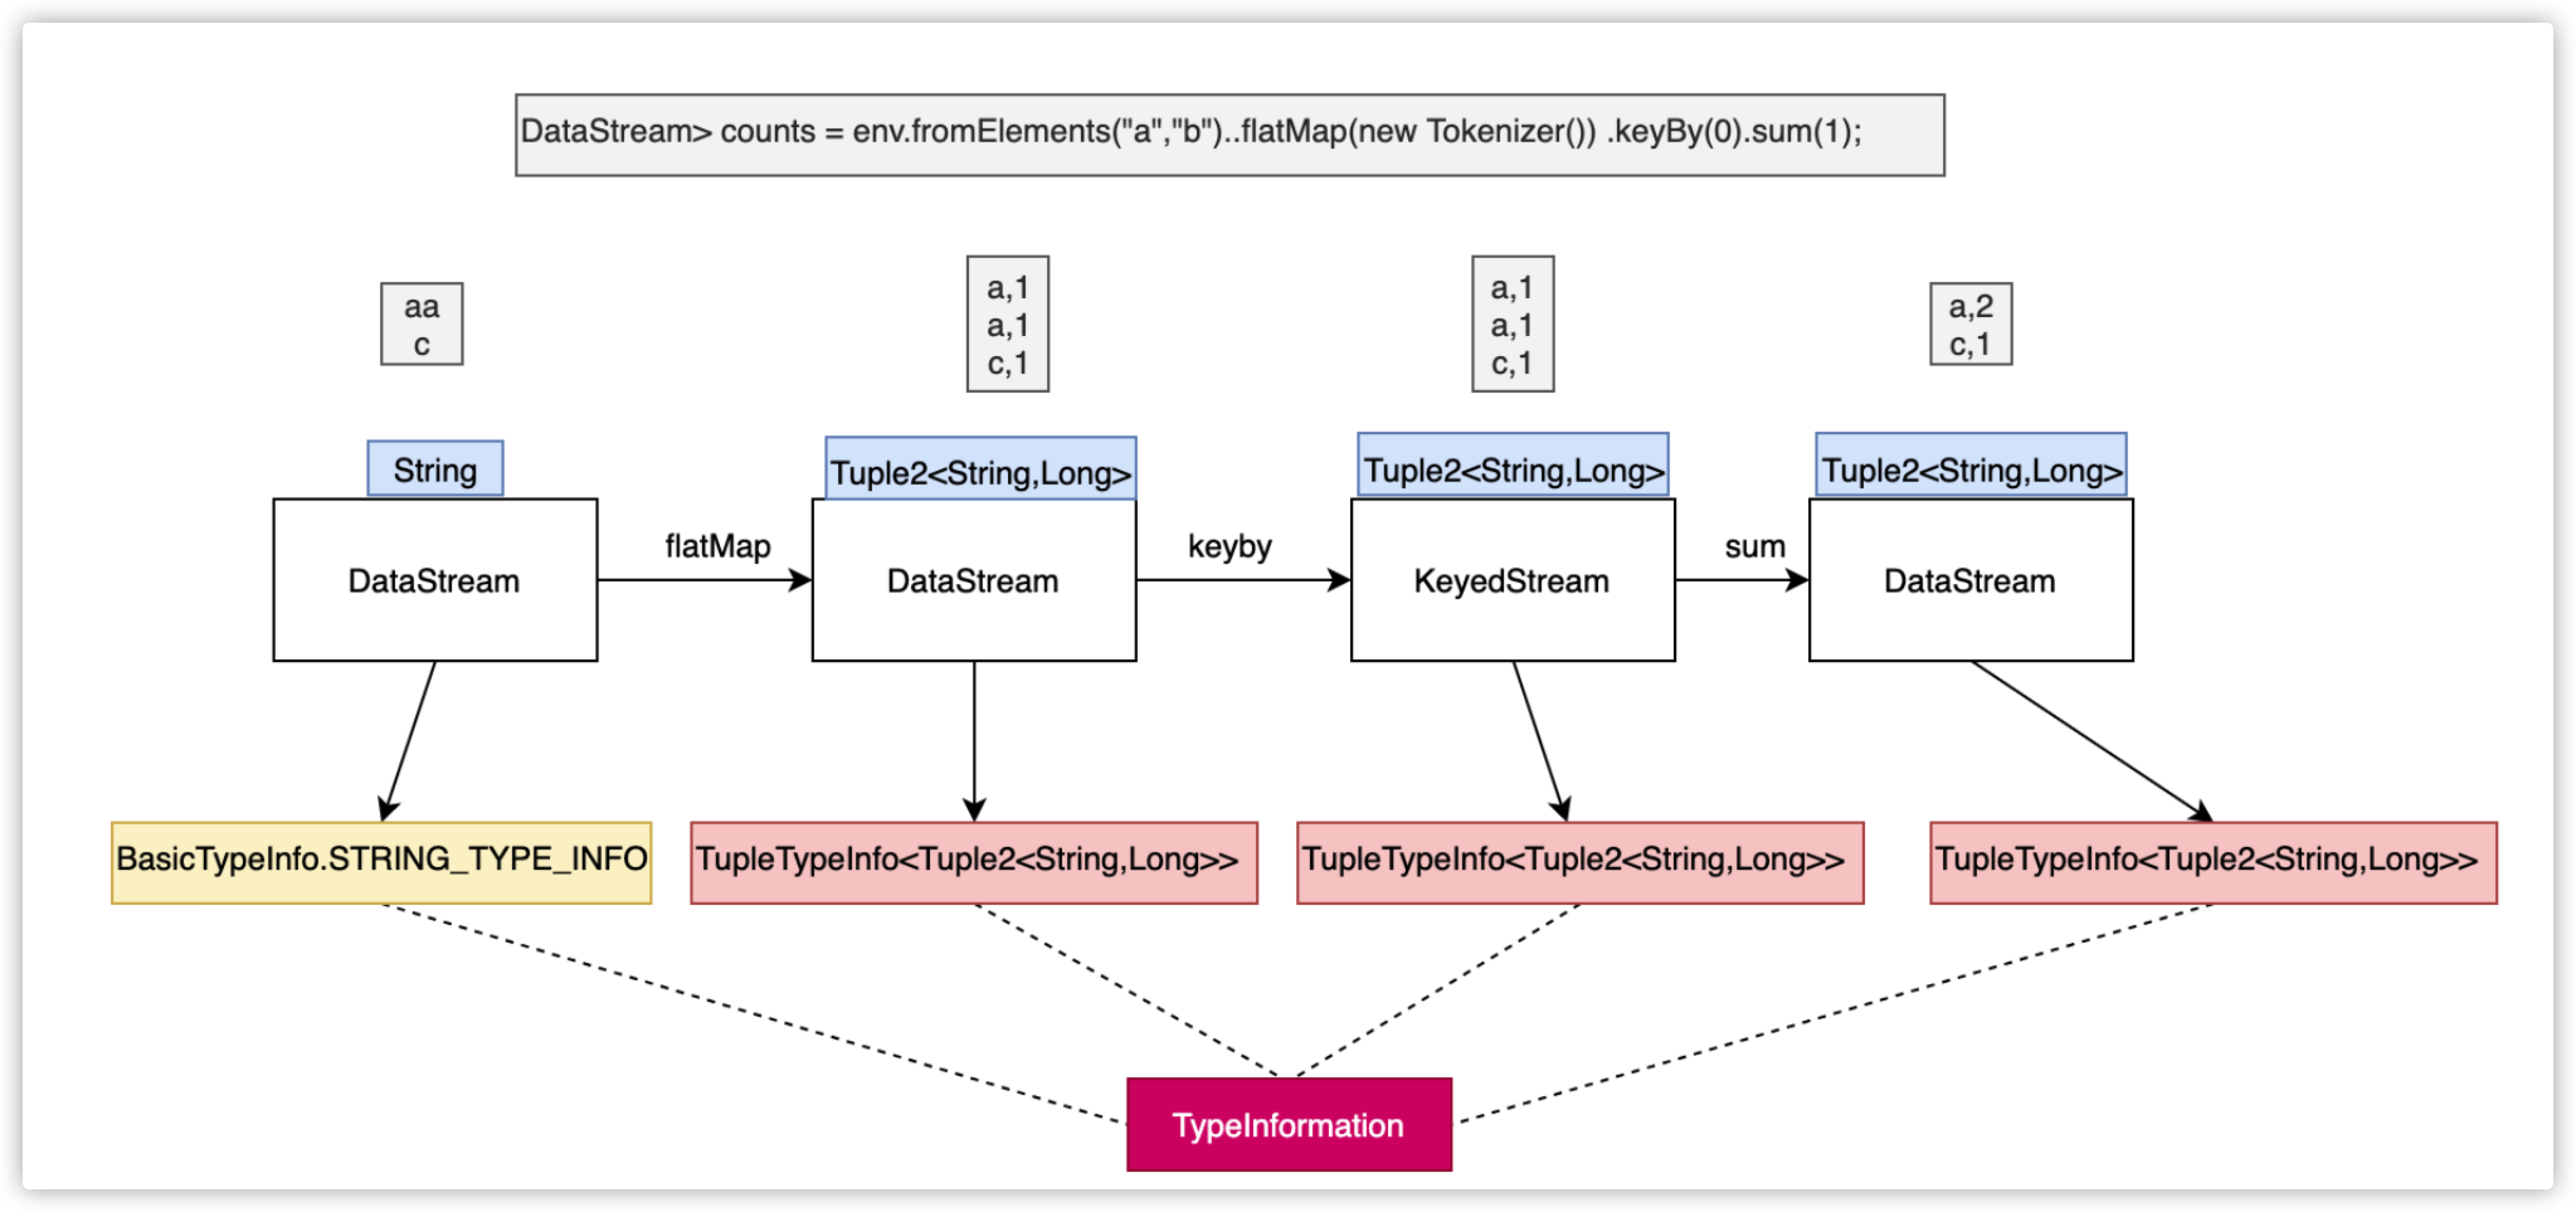 DataStream> counts = env.fromElements("a","b")..flatMap(new Tokenizer()) .keyBy(0).sum(1);
aa
c
a,1
a,1
c,1
a,1
a,1
c,1
a,2
c,1
String
Tuple2<String,Long>
Tuple2<String,Long>
Tuple2<String,Long>
DataStream
flatMap
DataStream
keyby
KeyedStream
sum
DataStream
BasicTypeInfo.STRING_TYPE_INFO
TupleTypeInfo<Tuple2<String,Long>>
TupleTypeInfo<Tuple2<String,Long>>
TupleTypeInfo<Tuple2<String,Long>>
TypeInformation